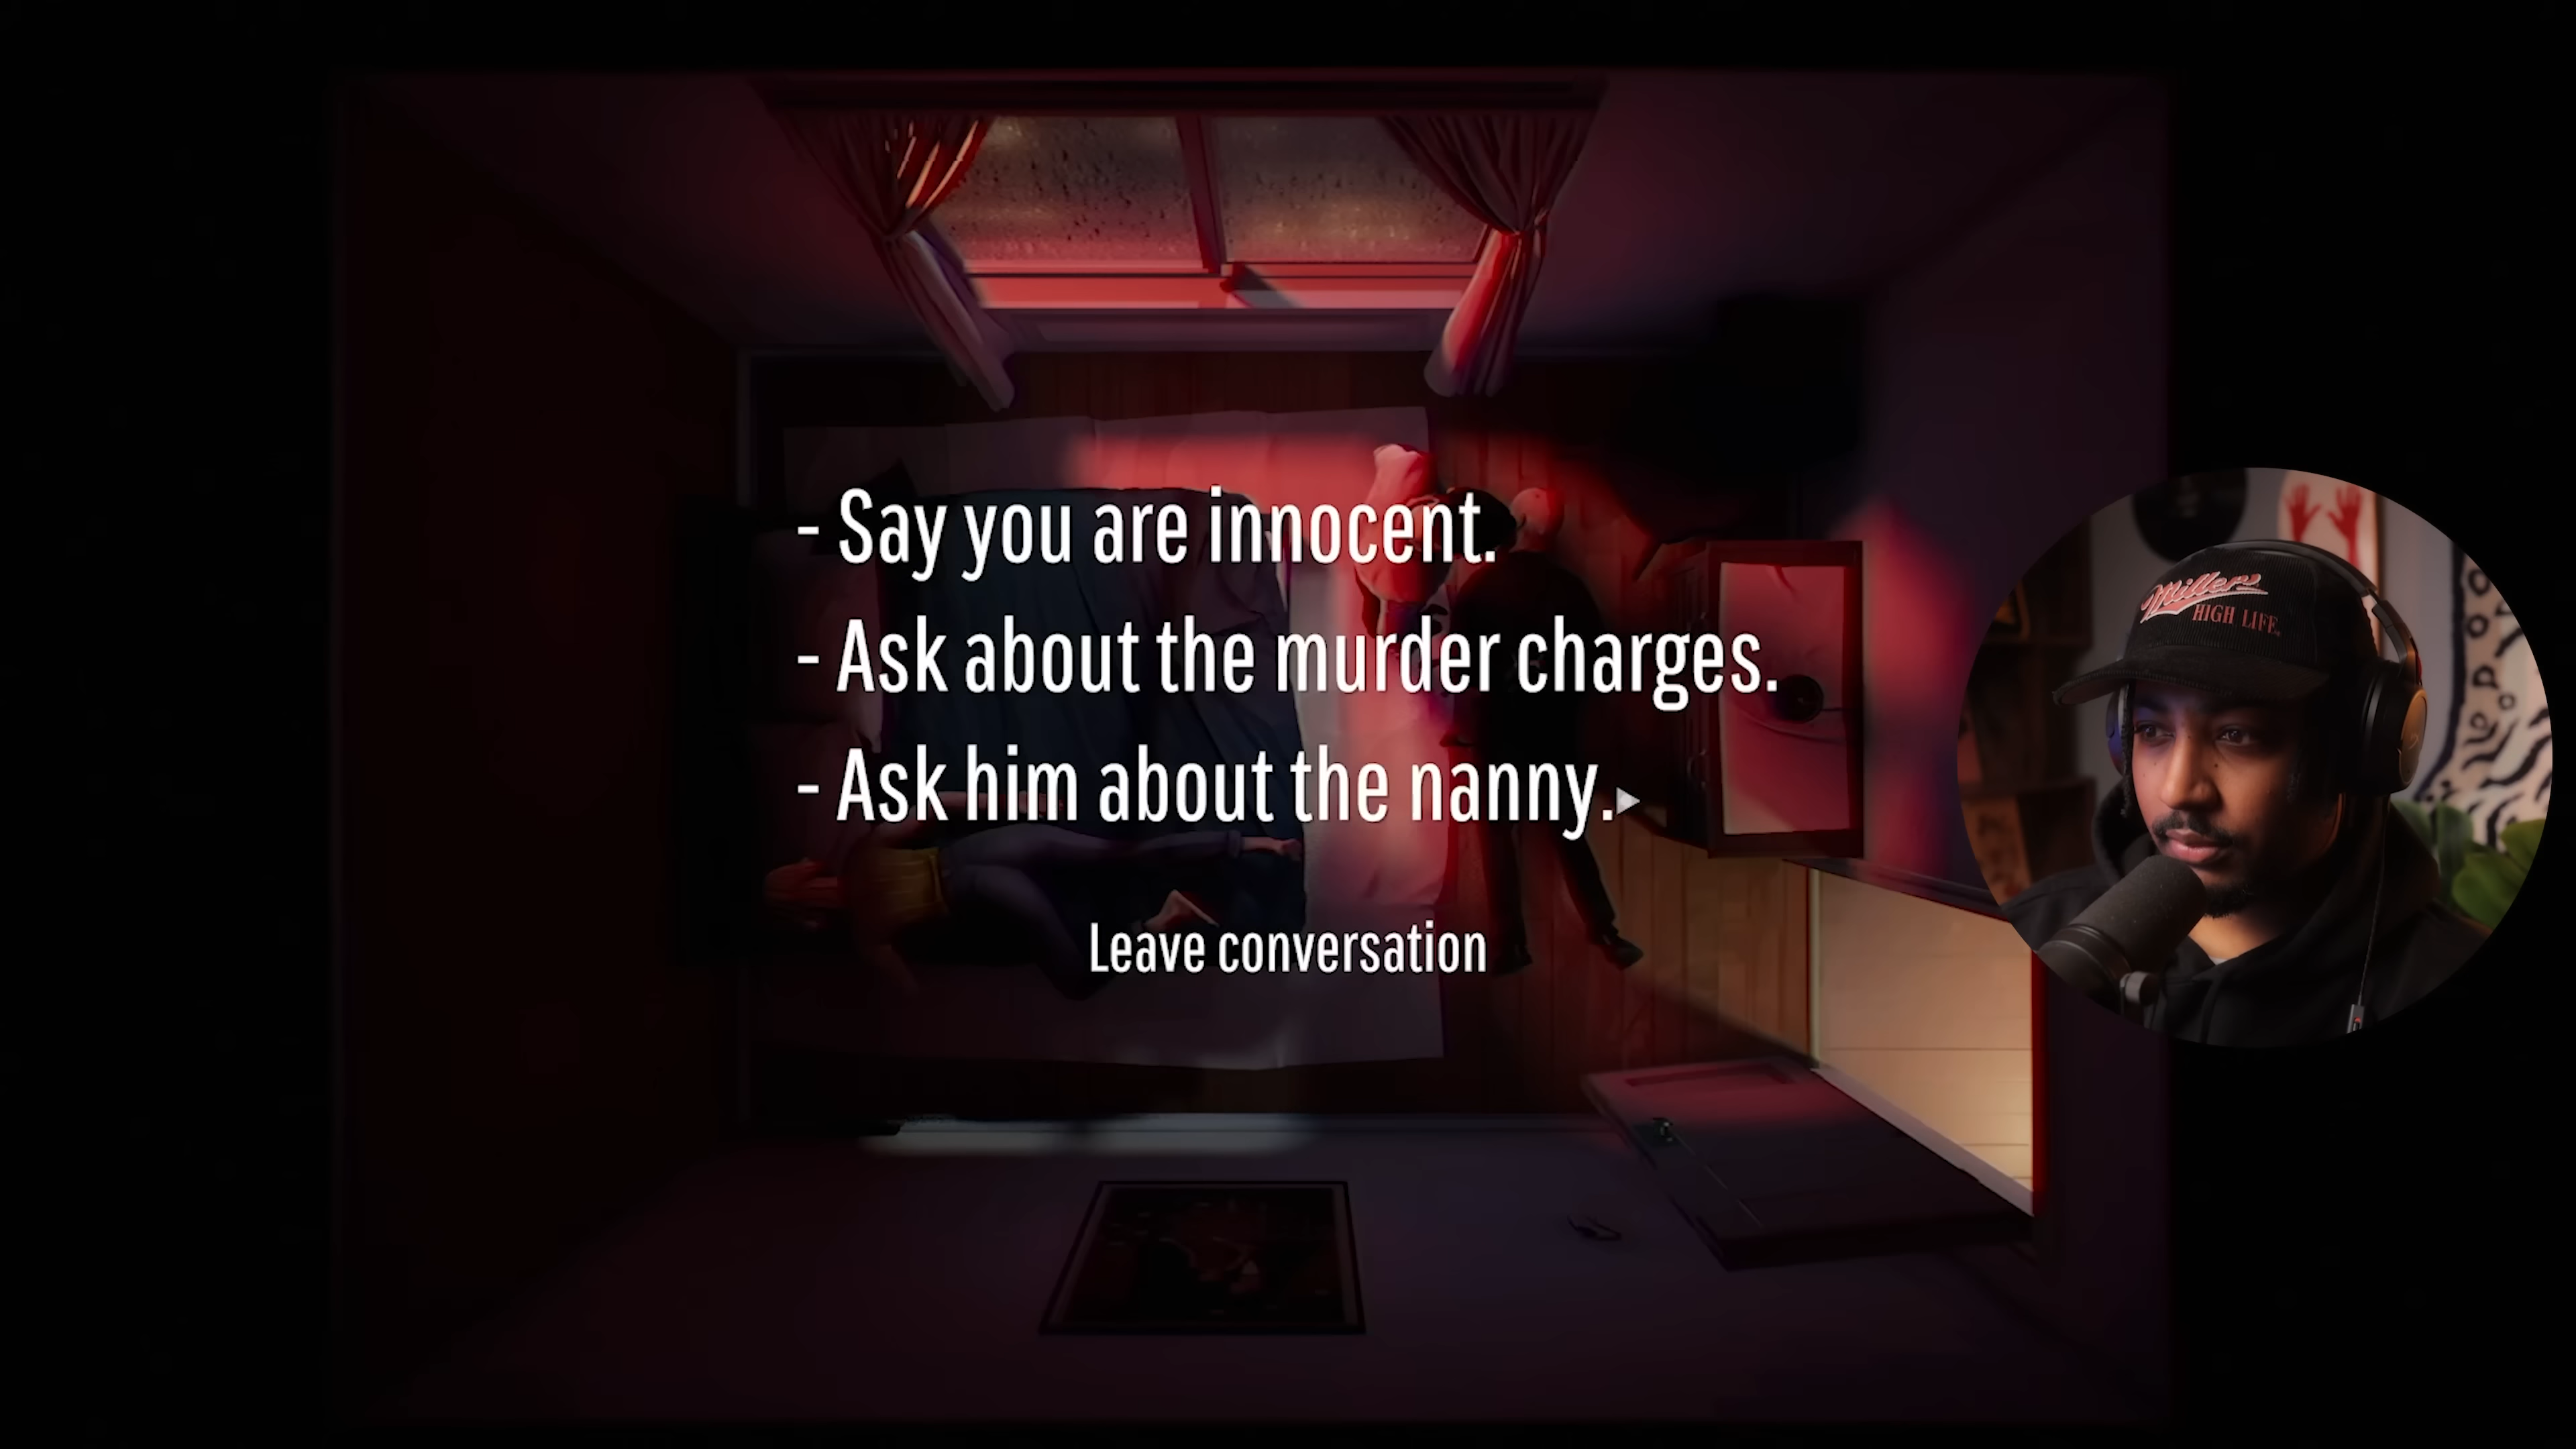 - Say you are innocent.
- Ask about the murder charges.
- Ask him about the nanny.
Leave conversation
Miller
HIGH LIFE